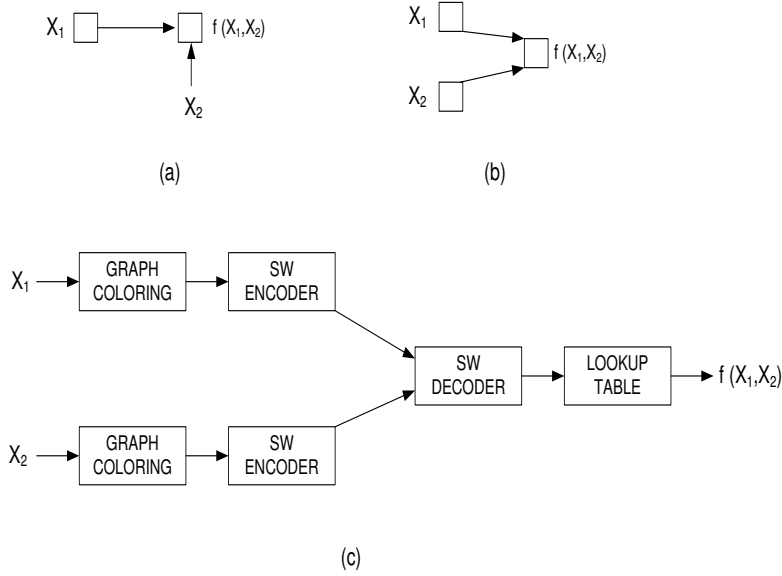 X1
f (X1,X2)
X2
(a)
X1
f (X1,X2)
X2
(b)
X1
GRAPH
COLORING
SW
ENCODER
SW
DECODER
LOOKUP
TABLE
f (X1,X2)
X2
GRAPH
COLORING
SW
ENCODER
(c)